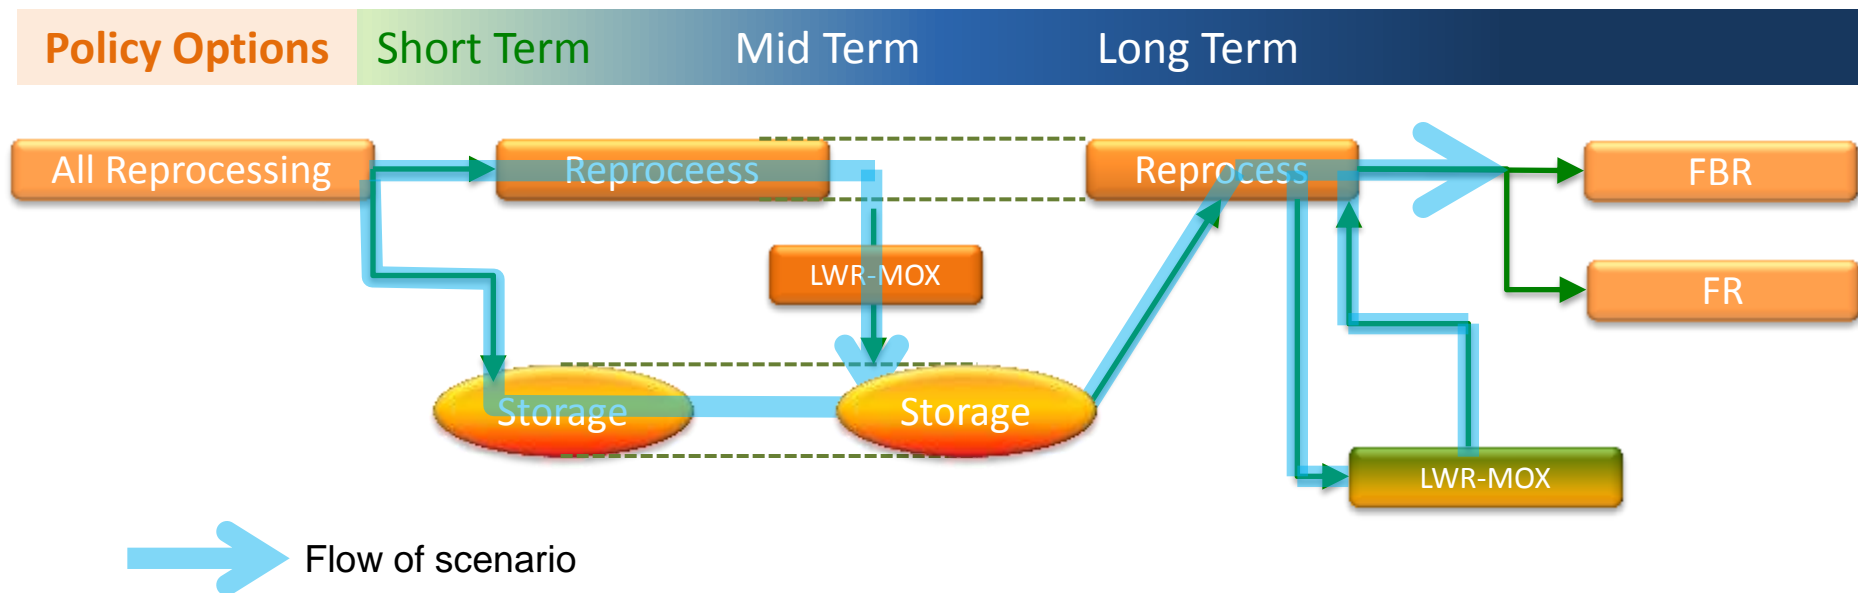 Policy Options Short Term Mid Term Long Term
All Reprocessing Reproceess Reprocess FBR
LWR-MOX FR
Storage Storage
LWR-MOX
Flow of scenario